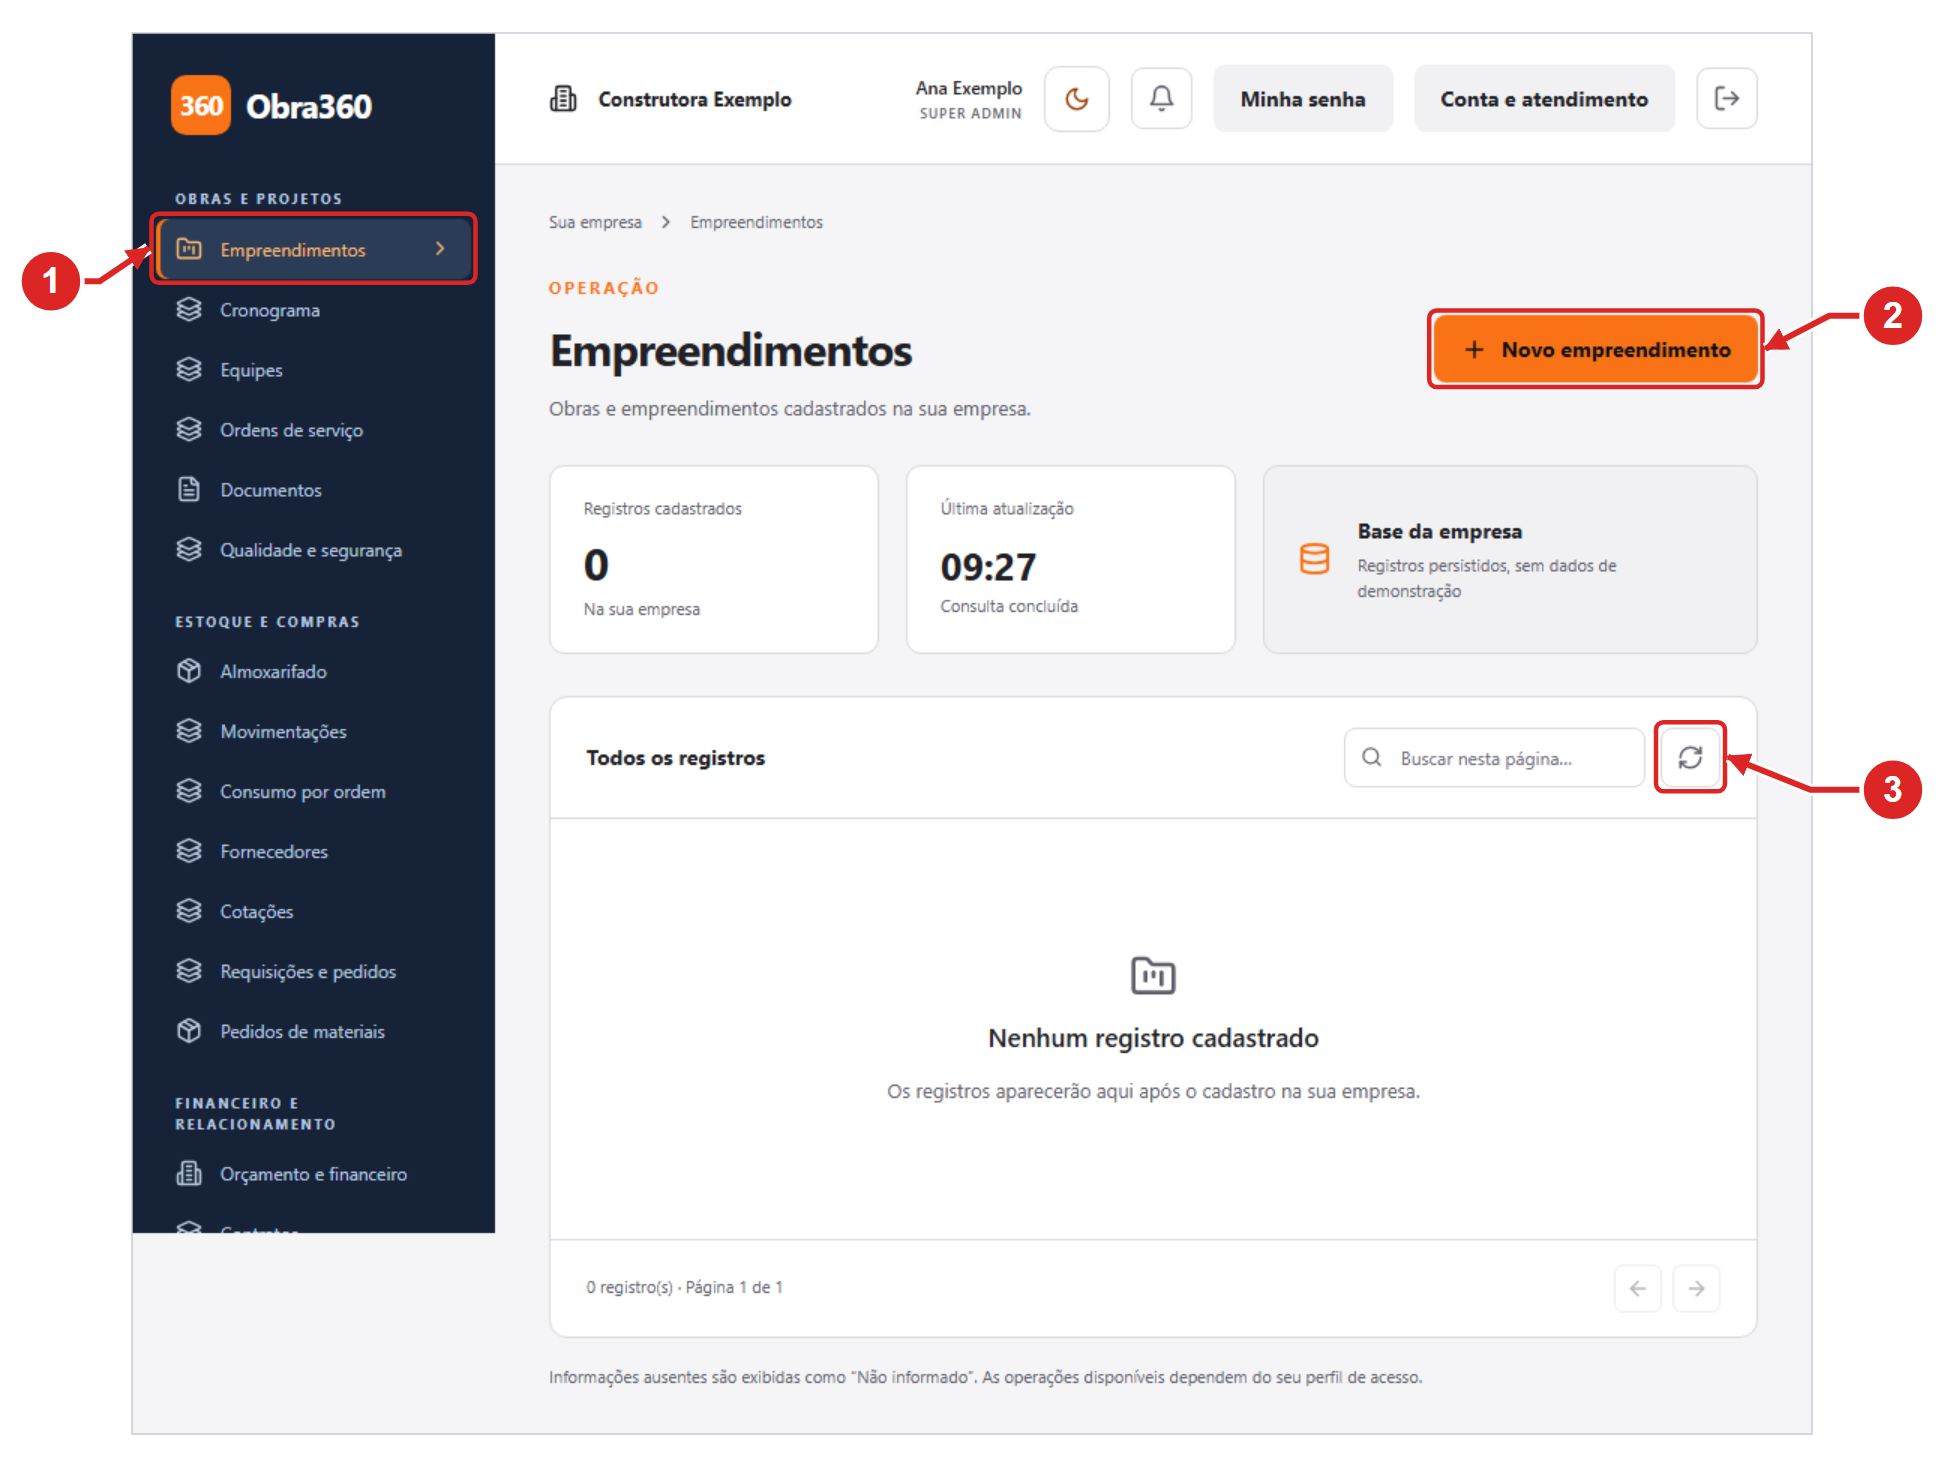 360 Obra360
Construtora Exemplo
Ana Exemplo
SUPER ADMIN
Minha senha
Conta e atendimento
OBRAS E PROJETOS
1
Empreendimentos
Cronograma
Equipes
Ordens de serviço
Documentos
Qualidade e segurança
ESTOQUE E COMPRAS
Almoxarifado
Movimentações
Consumo por ordem
Fornecedores
Cotações
Requisições e pedidos
Pedidos de materiais
FINANCEIRO E
RELACIONAMENTO
Orçamento e financeiro
Sua empresa > Empreendimentos
OPERAÇÃO
Empreendimentos
Obras e empreendimentos cadastrados na sua empresa.
+ Novo empreendimento
2
Registros cadastrados
0
Na sua empresa
Última atualização
09:27
Consulta concluída
Base da empresa
Registros persistidos, sem dados de
demonstração
Todos os registros
Buscar nesta página...
3
Nenhum registro cadastrado
Os registros aparecerão aqui após o cadastro na sua empresa.
0 registro(s) · Página 1 de 1
Informações ausentes são exibidas como “Não informado”. As operações disponíveis dependem do seu perfil de acesso.